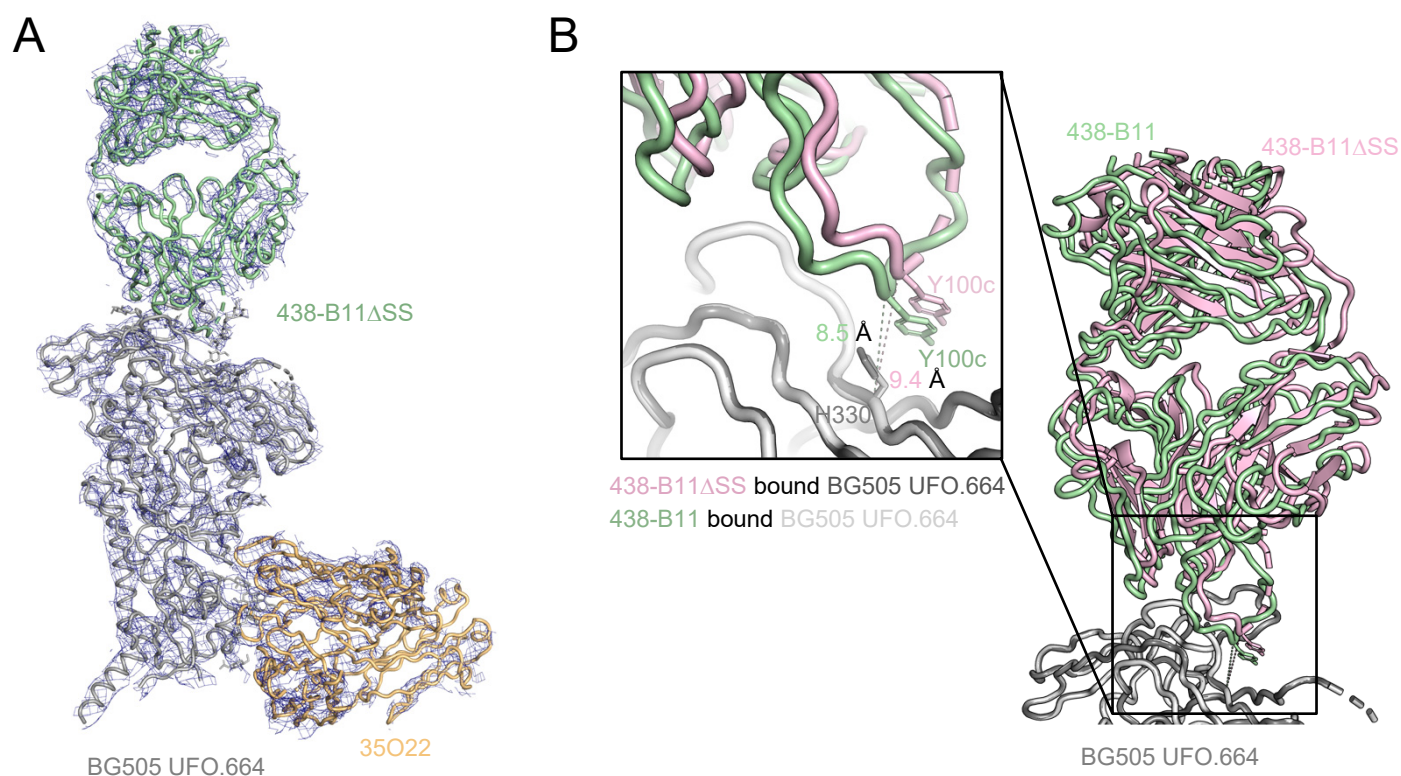 A
B
438-B11
438-B11ΔSS
Y100c
8.5 Å
Y100c
9.4 Å
H330
438-B11ΔSS
438-B11ΔSS bound BG505 UFO.664
438-B11 bound BG505 UFO.664
35O22
BG505 UFO.664
BG505 UFO.664